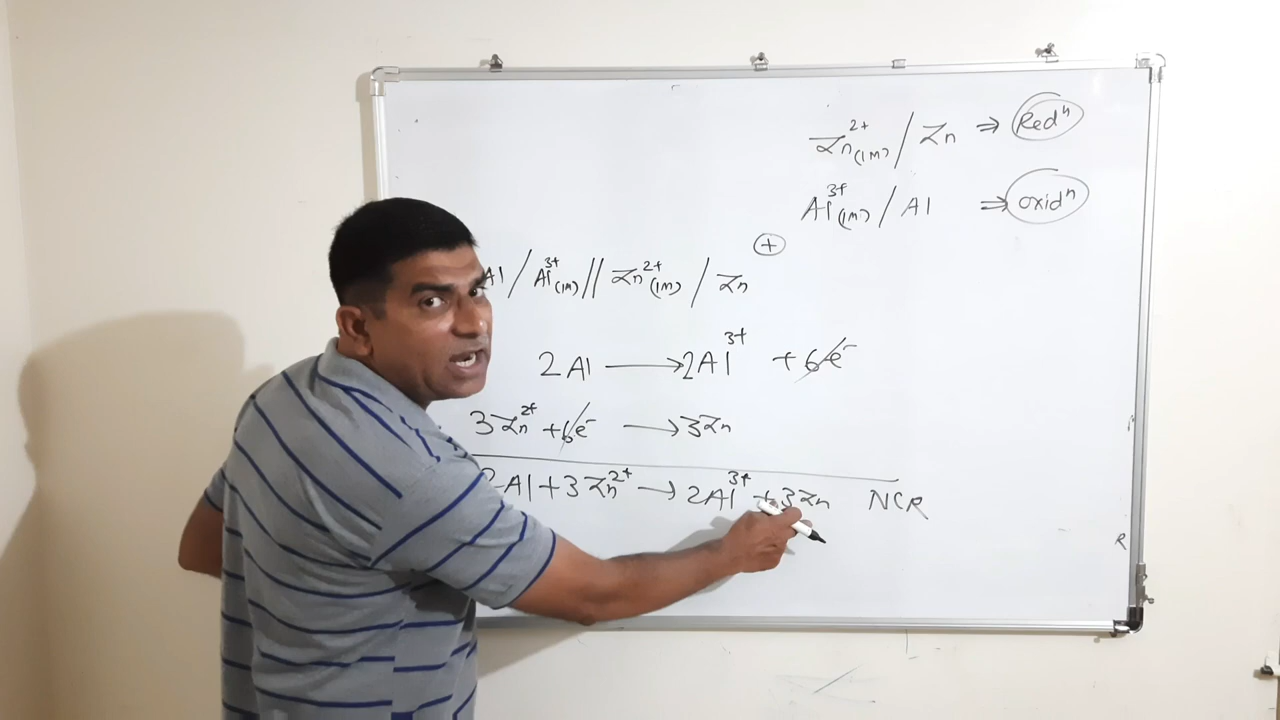 Zn²⁺(1M) / Zn ⇒ Redⁿ
Al³⁺(1M) / Al ⇒ Oxidⁿ
+
Al / Al³⁺(1M) // Zn²⁺(1M) / Zn
2Al ⟶ 2Al³⁺ + 6e⁻
3Zn²⁺ + 6e⁻ ⟶ 3Zn
2Al + 3Zn²⁺ ⟶ 2Al³⁺ + 3Zn NCR
R